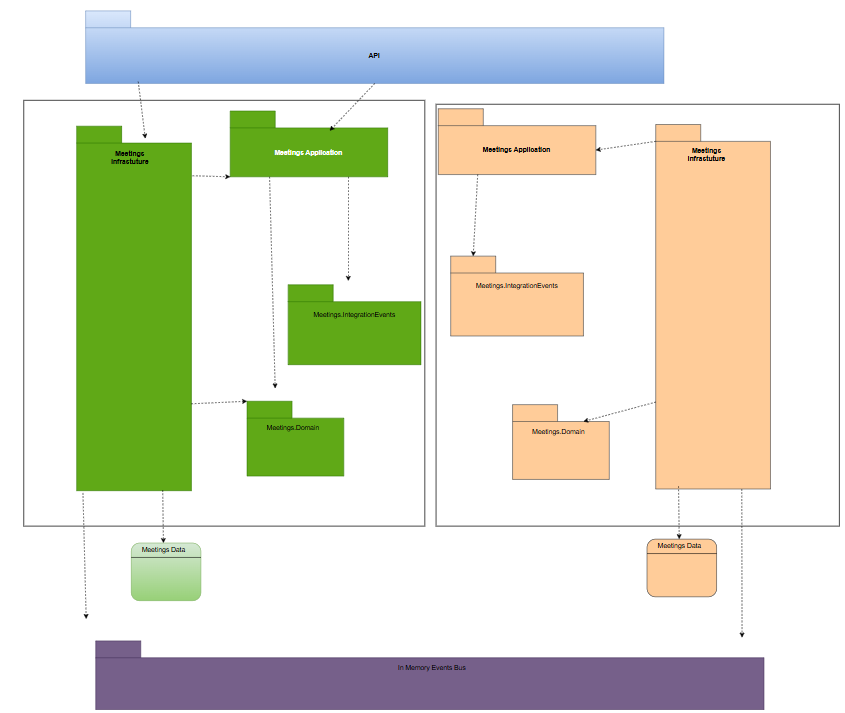 API
Meetings
Infrastuture
Meetings Application
Meetings Application
Meetings
Infrastuture
Meetings.IntegrationEvents
Meetings.IntegrationEvents
Meetings.Domain
Meetings.Domain
Meetings Data
Meetings Data
In Memory Events Bus